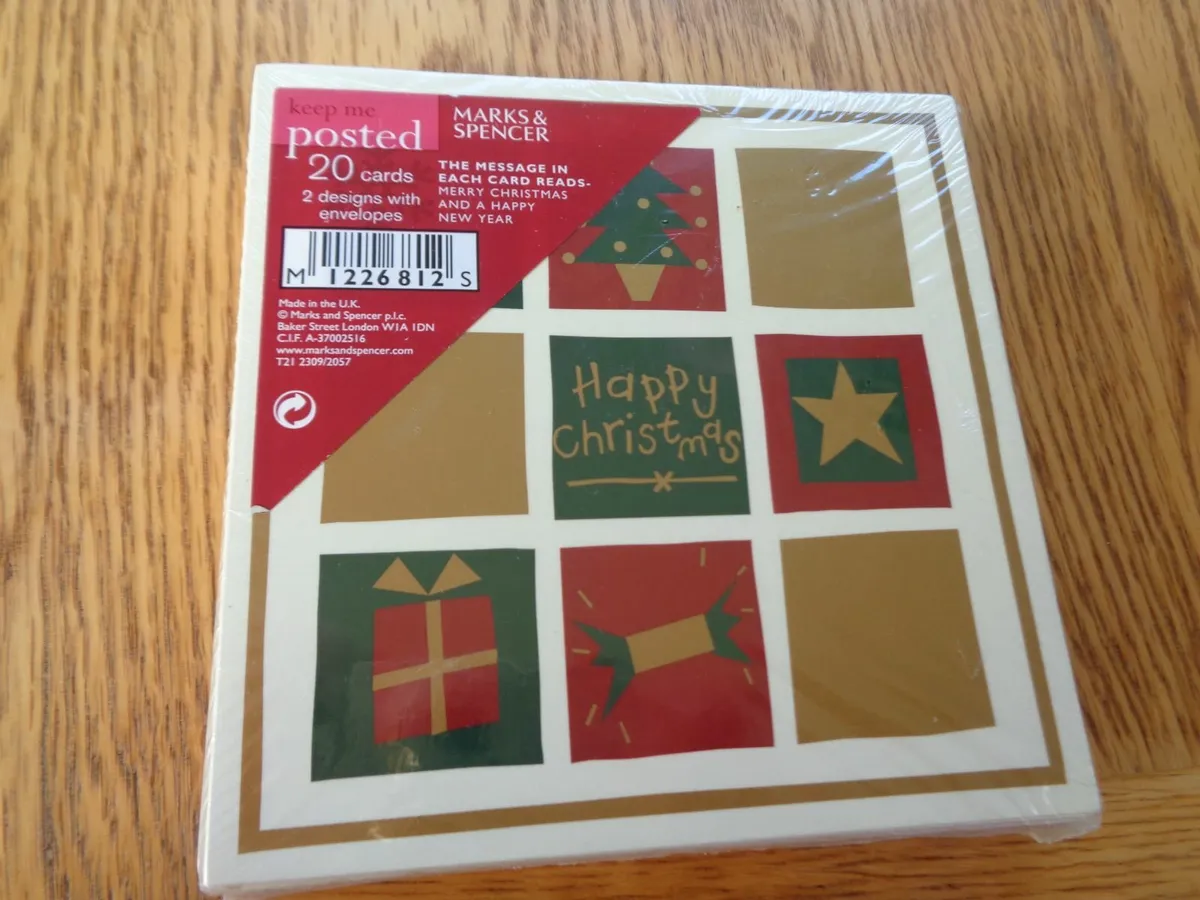 keep me
posted
20 cards
2 designs with
envelopes
MARKS &
SPENCER
THE MESSAGE IN
EACH CARD READS-
MERRY CHRISTMAS
AND A HAPPY
NEW YEAR
M 1226812 S
Made in the U.K.
© Marks and Spencer p.l.c.
Baker Street London W1A 1DN
C.I.F. A-37002516
www.marksandspencer.com
T21 2309/2057
Happy
Christmas